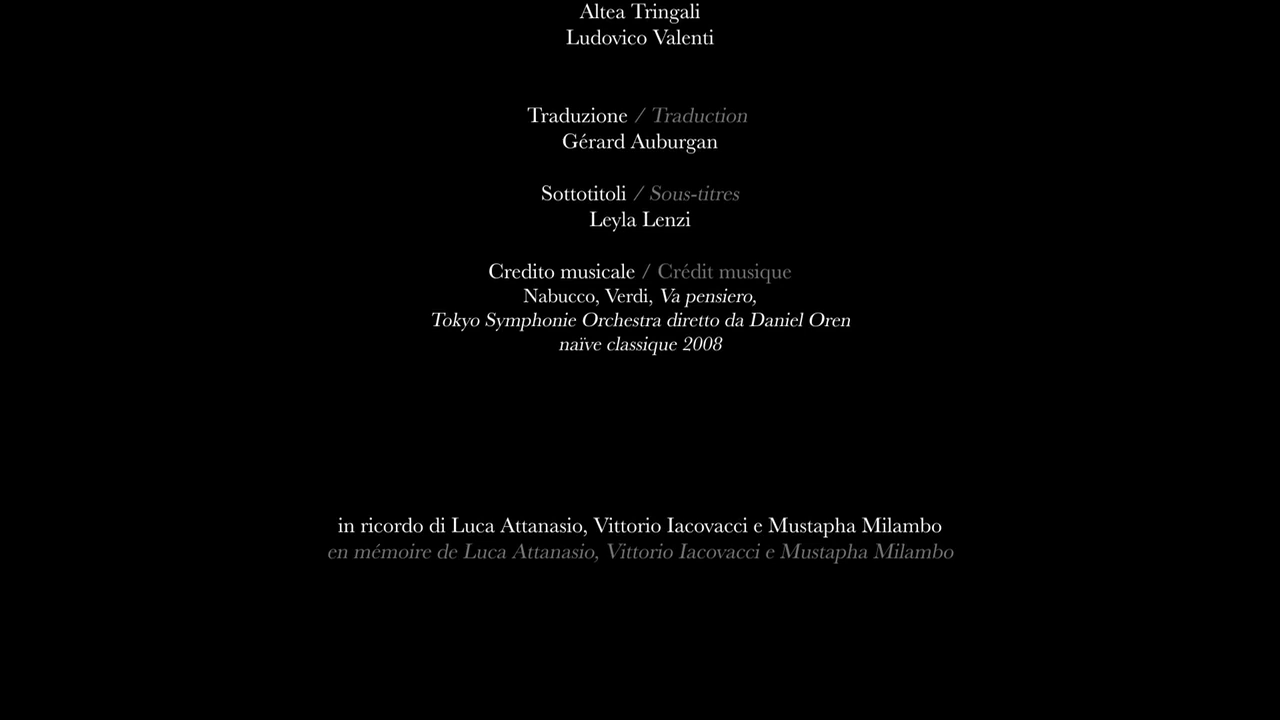 Altea Tringali
Ludovico Valenti
Traduzione / Traduction
Gérard Auburgan
Sottotitoli / Sous-titres
Leyla Lenzi
Credito musicale / Crédit musique
Nabucco, Verdi, Va pensiero,
Tokyo Symphonie Orchestra diretto da Daniel Oren
naïve classique 2008
in ricordo di Luca Attanasio, Vittorio Iacovacci e Mustapha Milambo
en mémoire de Luca Attanasio, Vittorio Iacovacci e Mustapha Milambo